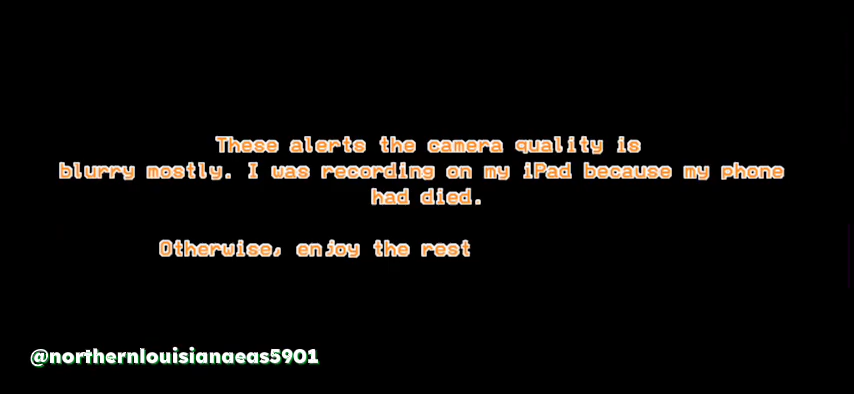 These alerts the camera quality is
blurry mostly. I was recording on my iPad because my phone
had died.
Otherwise, enjoy the rest
@northernlouisianaeas5901